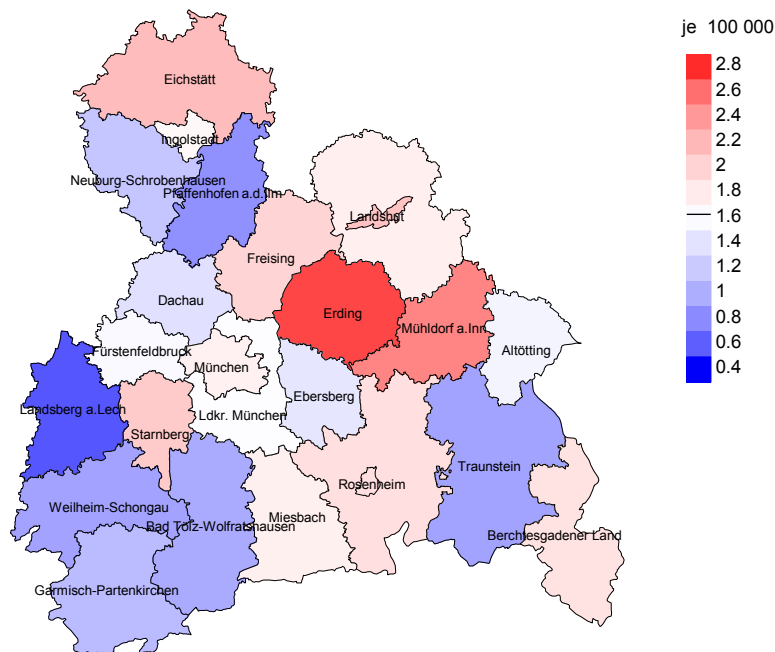 je 100 000
2.8
2.6
2.4
2.2
2
1.8
1.6
1.4
1.2
1
0.8
0.6
0.4
Eichstätt
Ingolstadt
Neuburg-Schrobenhausen
Pfaffenhofen a.d.Ilm
Landshut
Freising
Dachau
Erding
Mühldorf a.Inn
Altötting
Fürstenfeldbruck
München
Ebersberg
Landsberg a.Lech
Ldkr. München
Starnberg
Traunstein
Rosenheim
Weilheim-Schongau
Miesbach
Bad Tölz-Wolfratshausen
Berchtesgadener Land
Garmisch-Partenkirchen